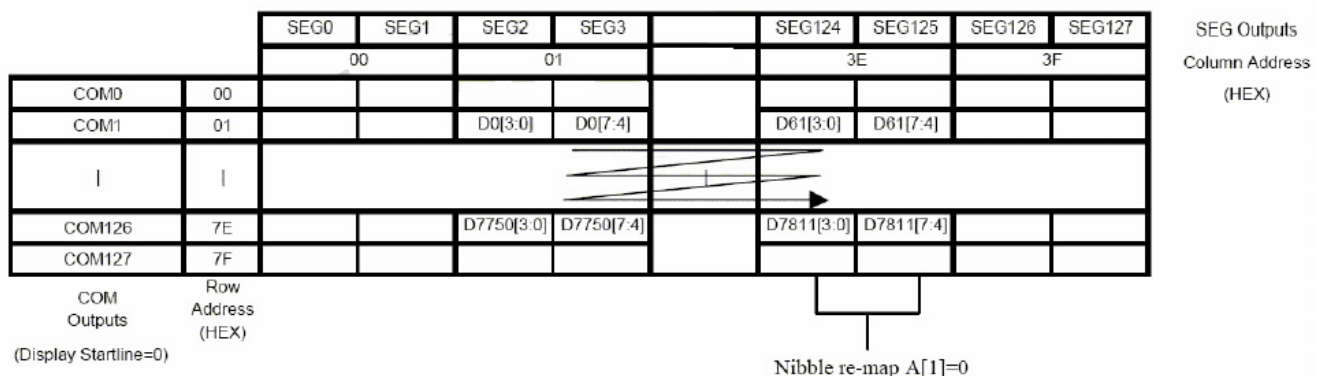 SEG0 SEG1 SEG2 SEG3 SEG124 SEG125 SEG126 SEG127 SEG Outputs
00 01 3E 3F Column Address
COM0 00 (HEX)
COM1 01 D0[3:0] D0[7:4] D61[3:0] D61[7:4]
| | |
COM126 7E D7750[3:0] D7750[7:4] D7811[3:0] D7811[7:4]
COM127 7F
COM
Outputs
(Display Startline=0)
Row
Address
(HEX)
Nibble re-map A[1]=0